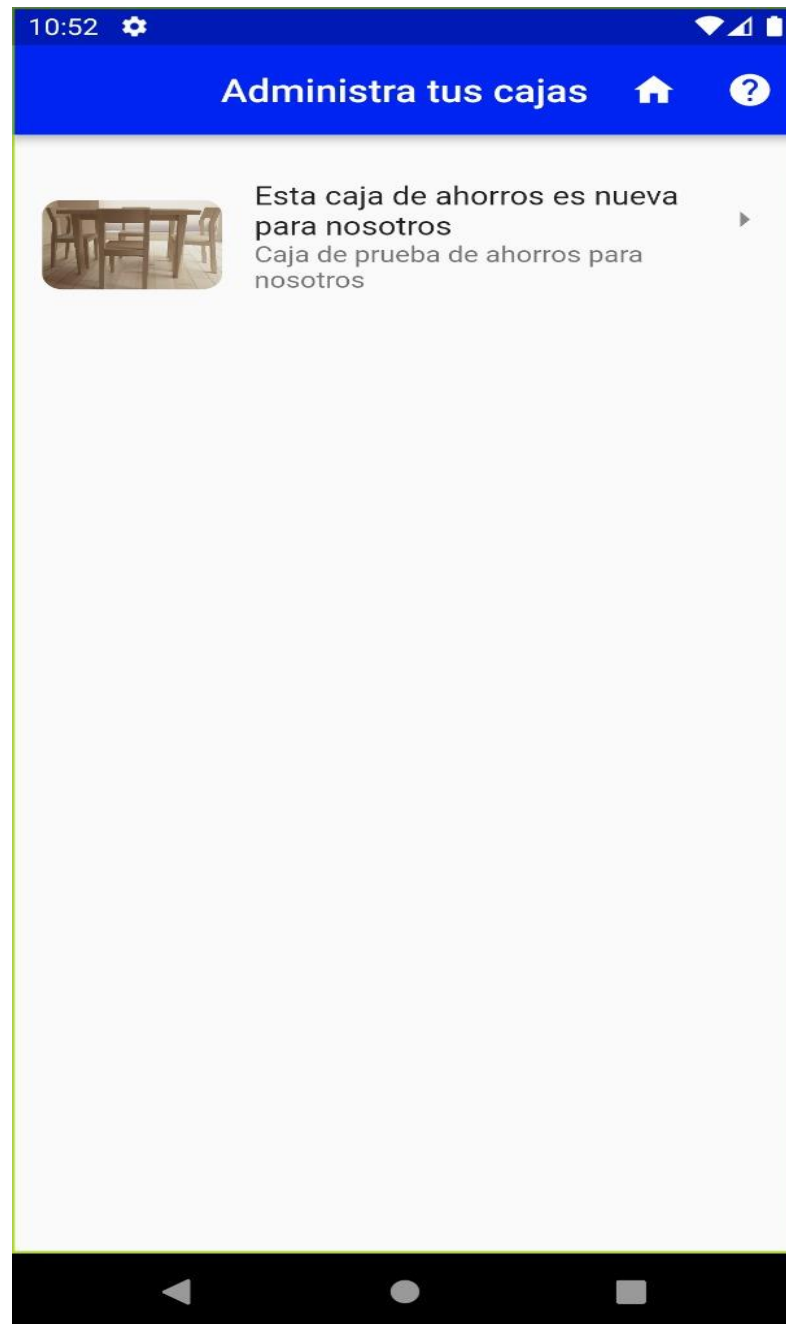 10:52
Administra tus cajas
?
Esta caja de ahorros es nueva
para nosotros
Caja de prueba de ahorros para
nosotros